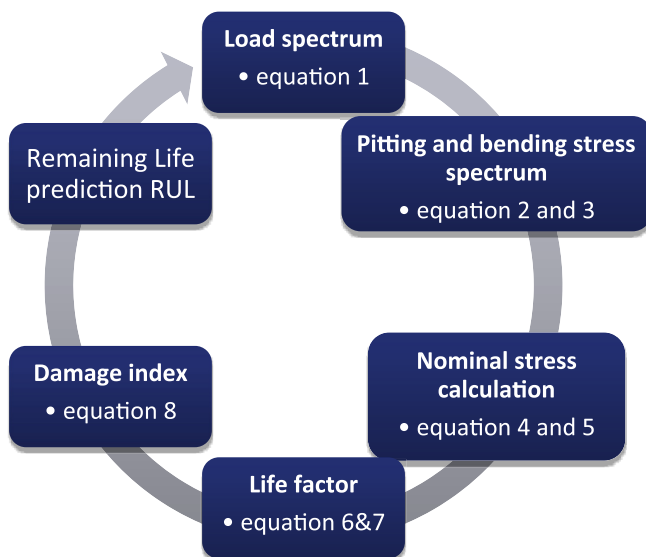 Load spectrum
• equation 1
Pitting and bending stress
spectrum
• equation 2 and 3
Nominal stress
calculation
• equation 4 and 5
Life factor
• equation 6&7
Damage index
• equation 8
Remaining Life
prediction RUL